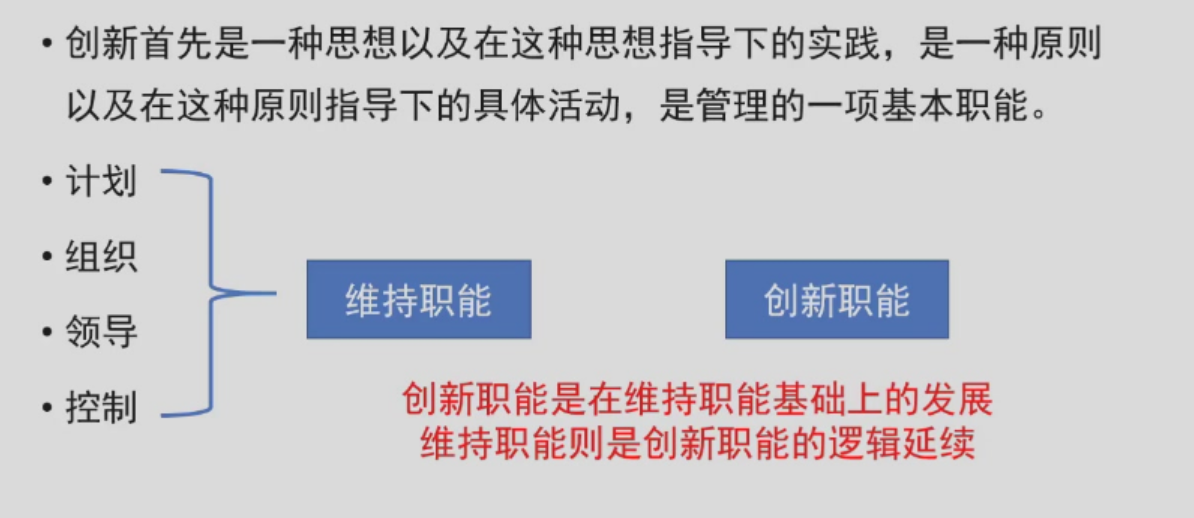 • 创新首先是一种思想以及在这种思想指导下的实践，是一种原则
以及在这种原则指导下的具体活动，是管理的一项基本职能。
• 计划
• 组织
• 领导
• 控制
维持职能
创新职能
创新职能是在维持职能基础上的发展
维持职能则是创新职能的逻辑延续